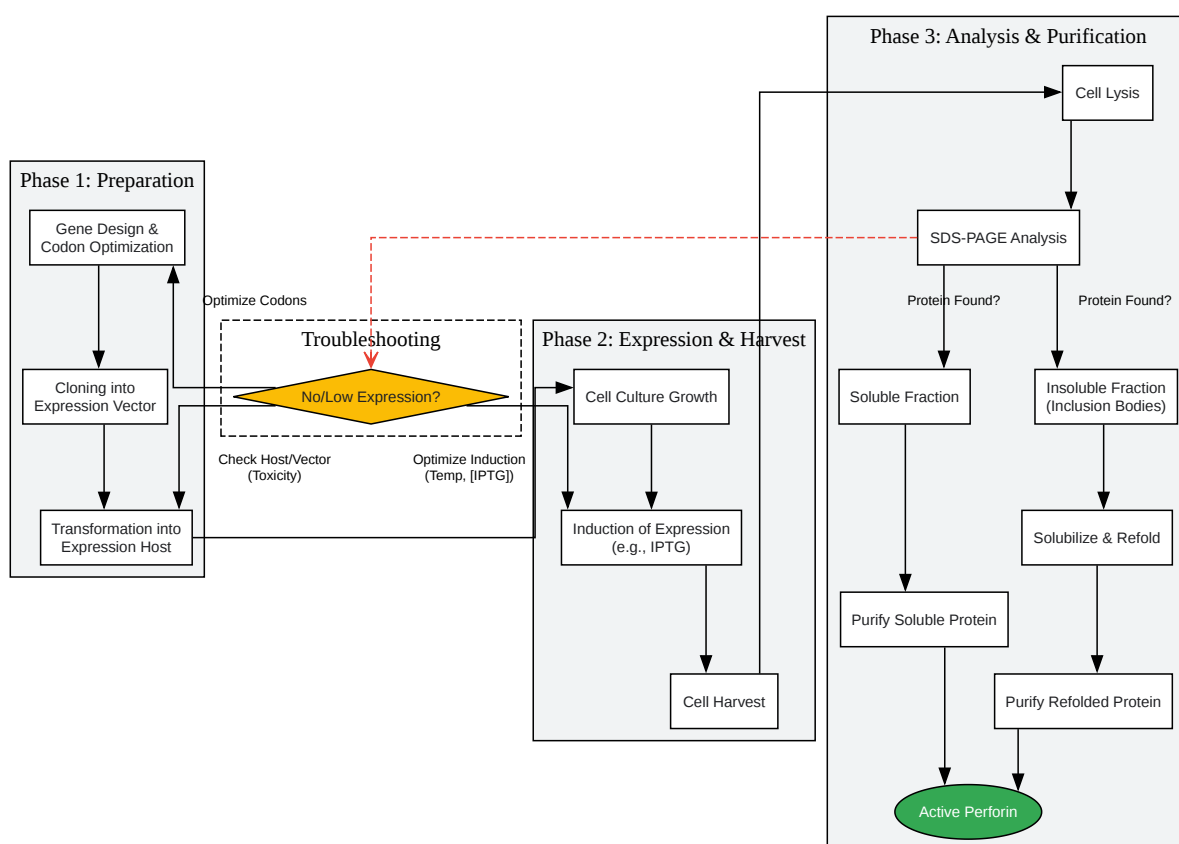 Phase 1: Preparation
Gene Design &
Codon Optimization
Cloning into
Expression Vector
Transformation into
Expression Host
Optimize Codons
Troubleshooting
No/Low Expression?
Check Host/Vector
(Toxicity)
Optimize Induction
(Temp, [IPTG])
Phase 2: Expression & Harvest
Cell Culture Growth
Induction of Expression
(e.g., IPTG)
Cell Harvest
Phase 3: Analysis & Purification
Cell Lysis
SDS-PAGE Analysis
Protein Found?
Protein Found?
Soluble Fraction
Insoluble Fraction
(Inclusion Bodies)
Solubilize & Refold
Purify Soluble Protein
Purify Refolded Protein
Active Perforin